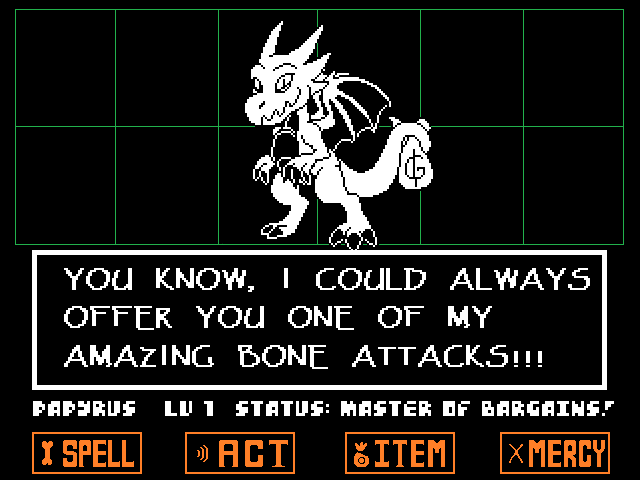 G
YOU KNOW, I COULD ALWAYS
OFFER YOU ONE OF MY
AMAZING BONE ATTACKS!!!
PAPYRUS LV 1 STATUS: MASTER OF BARGAINS!
SPELL ACT ITEM MERCY